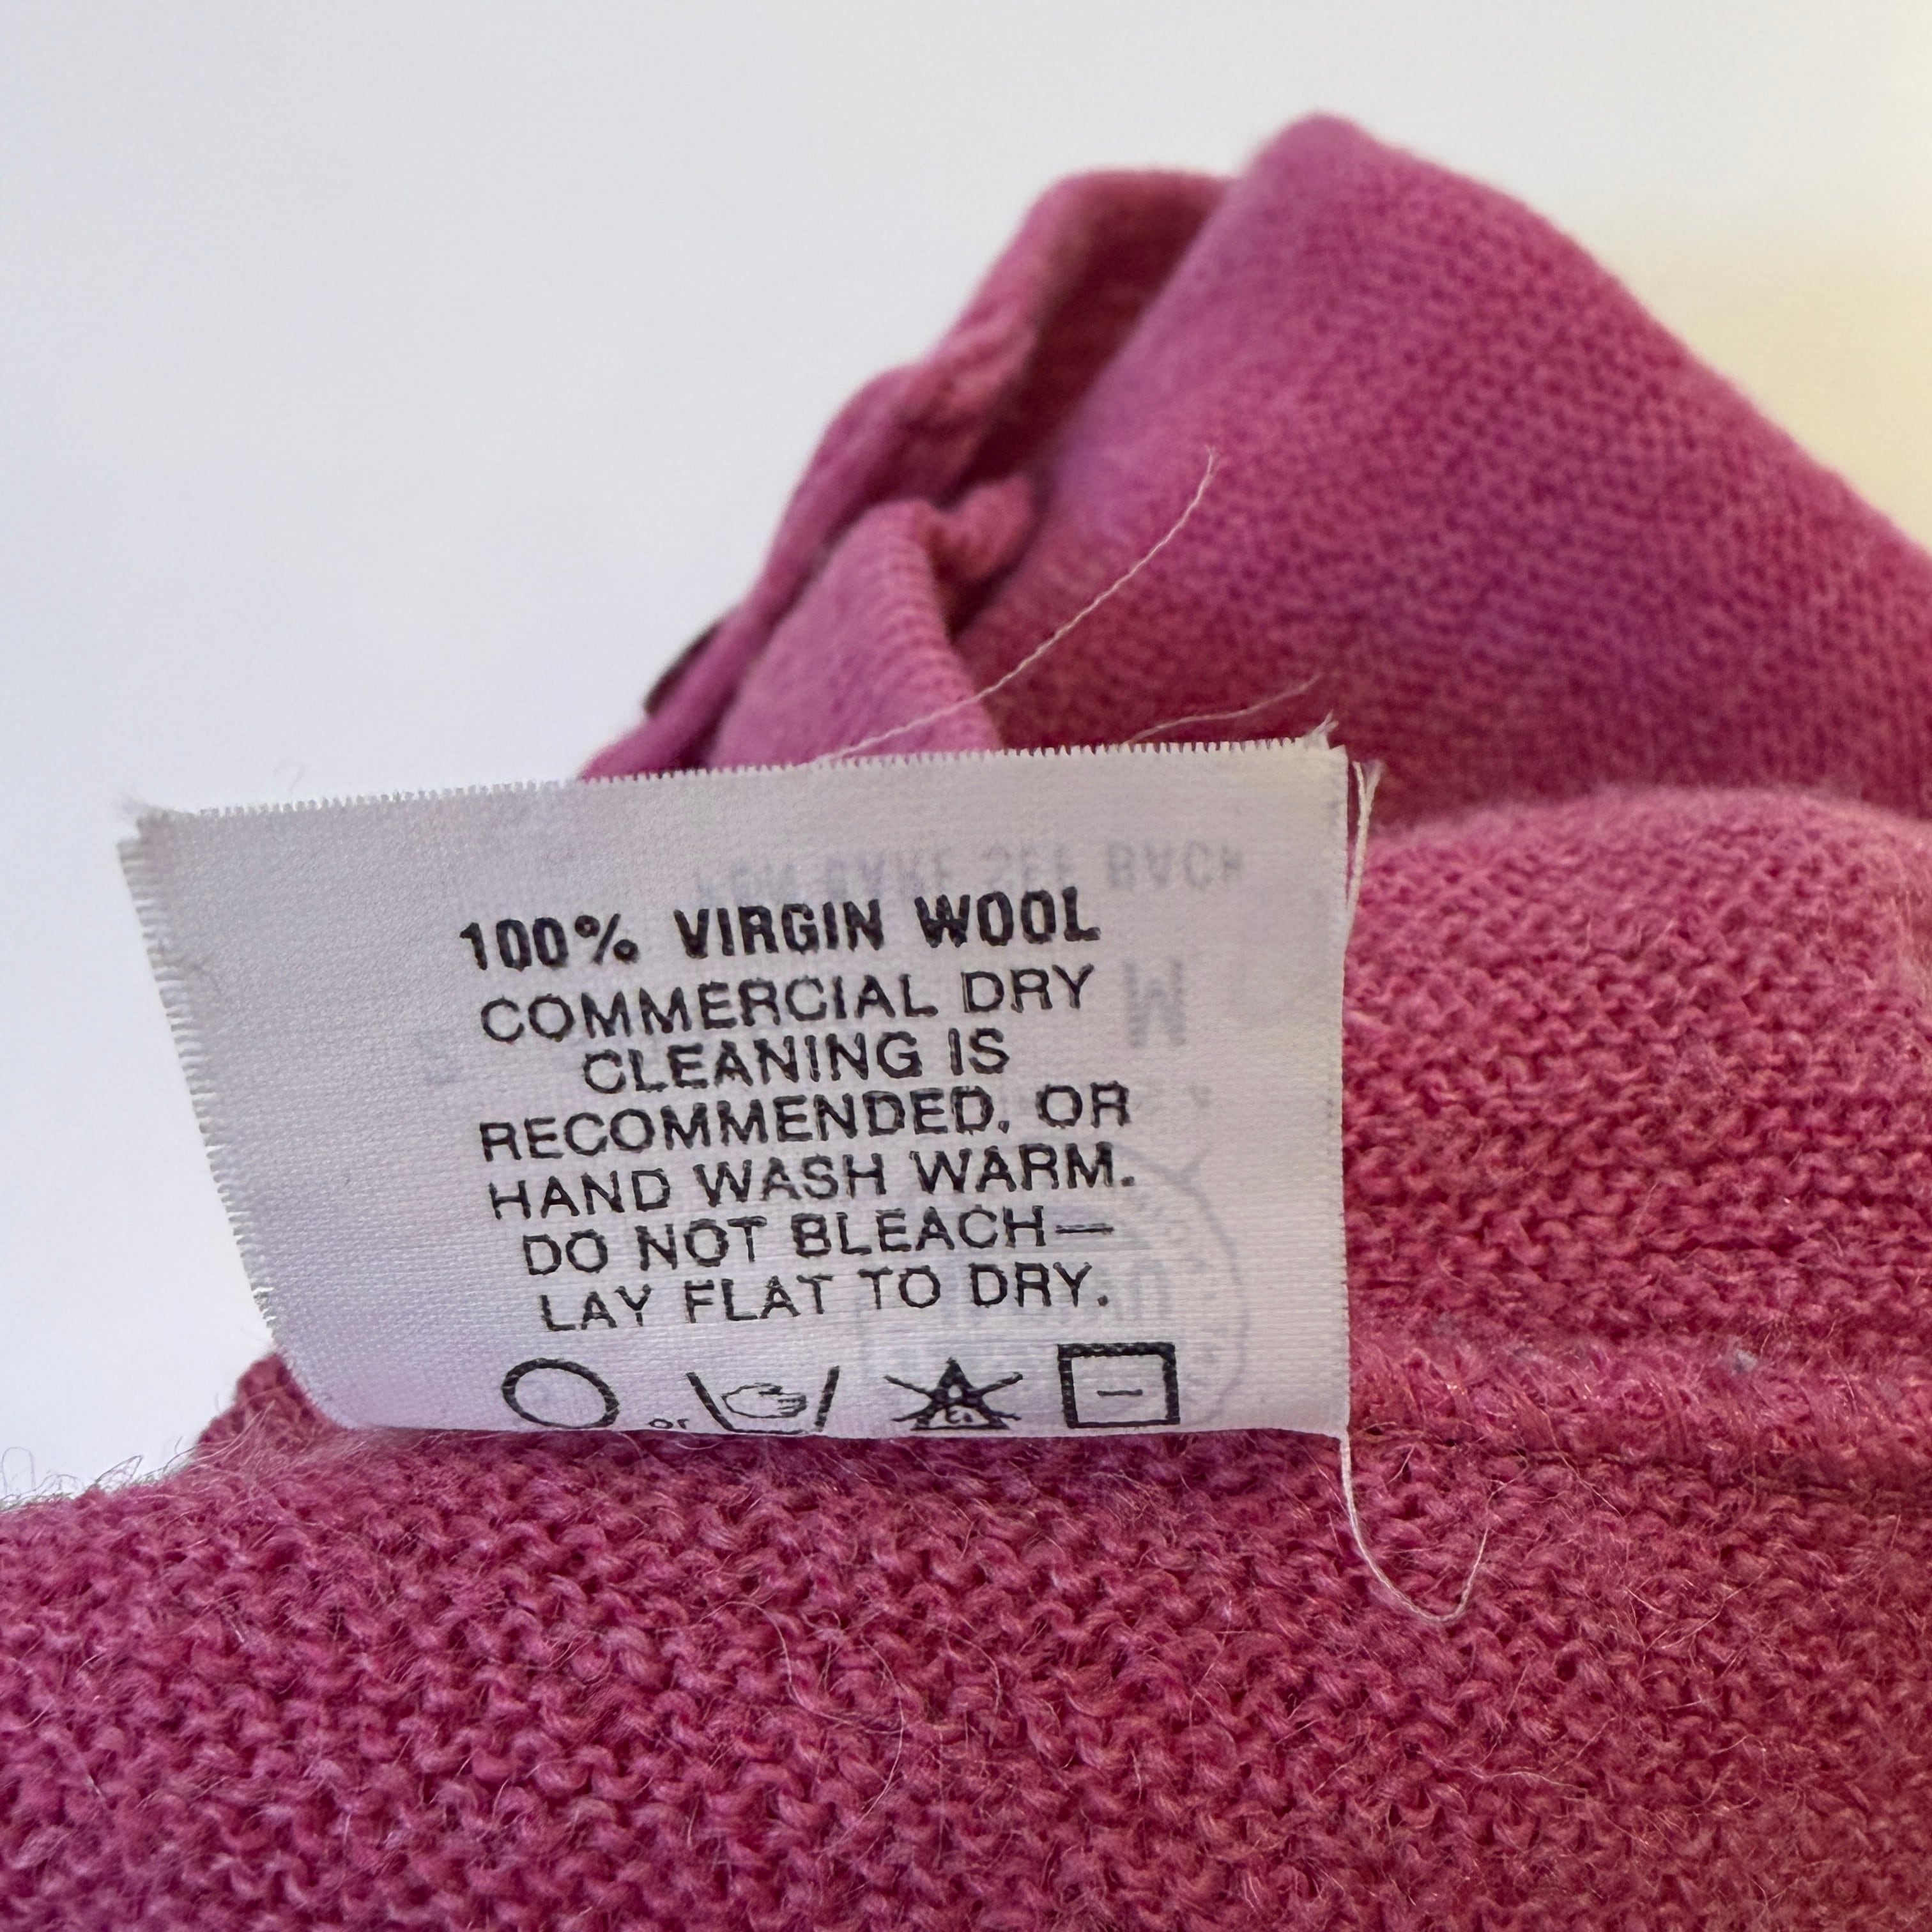 100% VIRGIN WOOL
COMMERCIAL DRY
CLEANING IS
RECOMMENDED, OR
HAND WASH WARM.
DO NOT BLEACH—
LAY FLAT TO DRY.
or